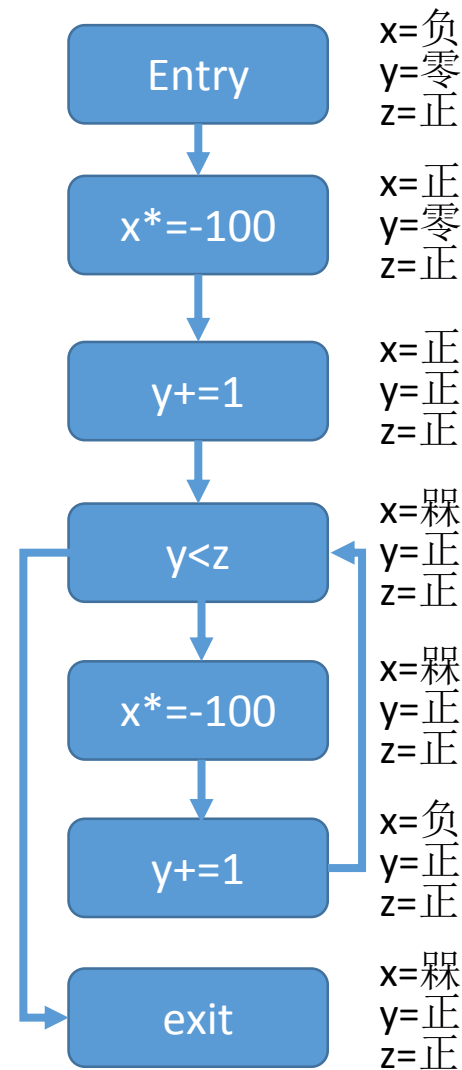 Entry
x=负
y=零
z=正
x*=-100
x=正
y=零
z=正
y+=1
x=正
y=正
z=正
y<z
x=槑
y=正
z=正
x*=-100
x=槑
y=正
z=正
y+=1
x=负
y=正
z=正
exit
x=槑
y=正
z=正